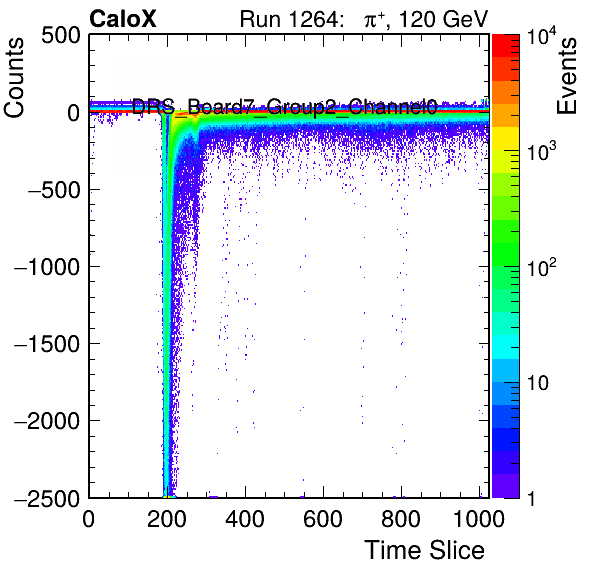 CaloX Run 1264: π⁺, 120 GeV
Counts
Events
500
0
−500
−1000
−1500
−2000
−2500
DRS_Board7_Group2_Channel0
0 200 400 600 800 1000
Time Slice
10⁴
10³
10²
10
1